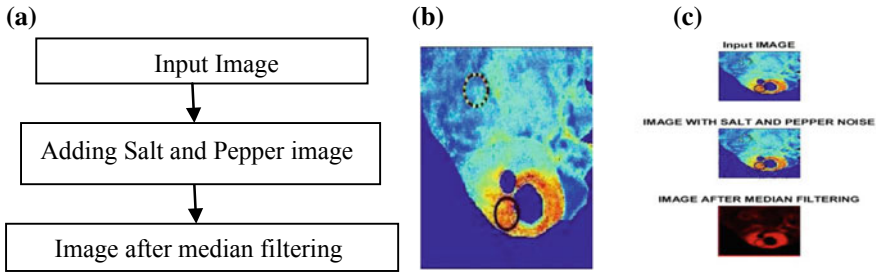 (a)
Input Image
Adding Salt and Pepper image
Image after median filtering
(b)
(c)
Input IMAGE
IMAGE WITH SALT AND PEPPER NOISE
IMAGE AFTER MEDIAN FILTERING